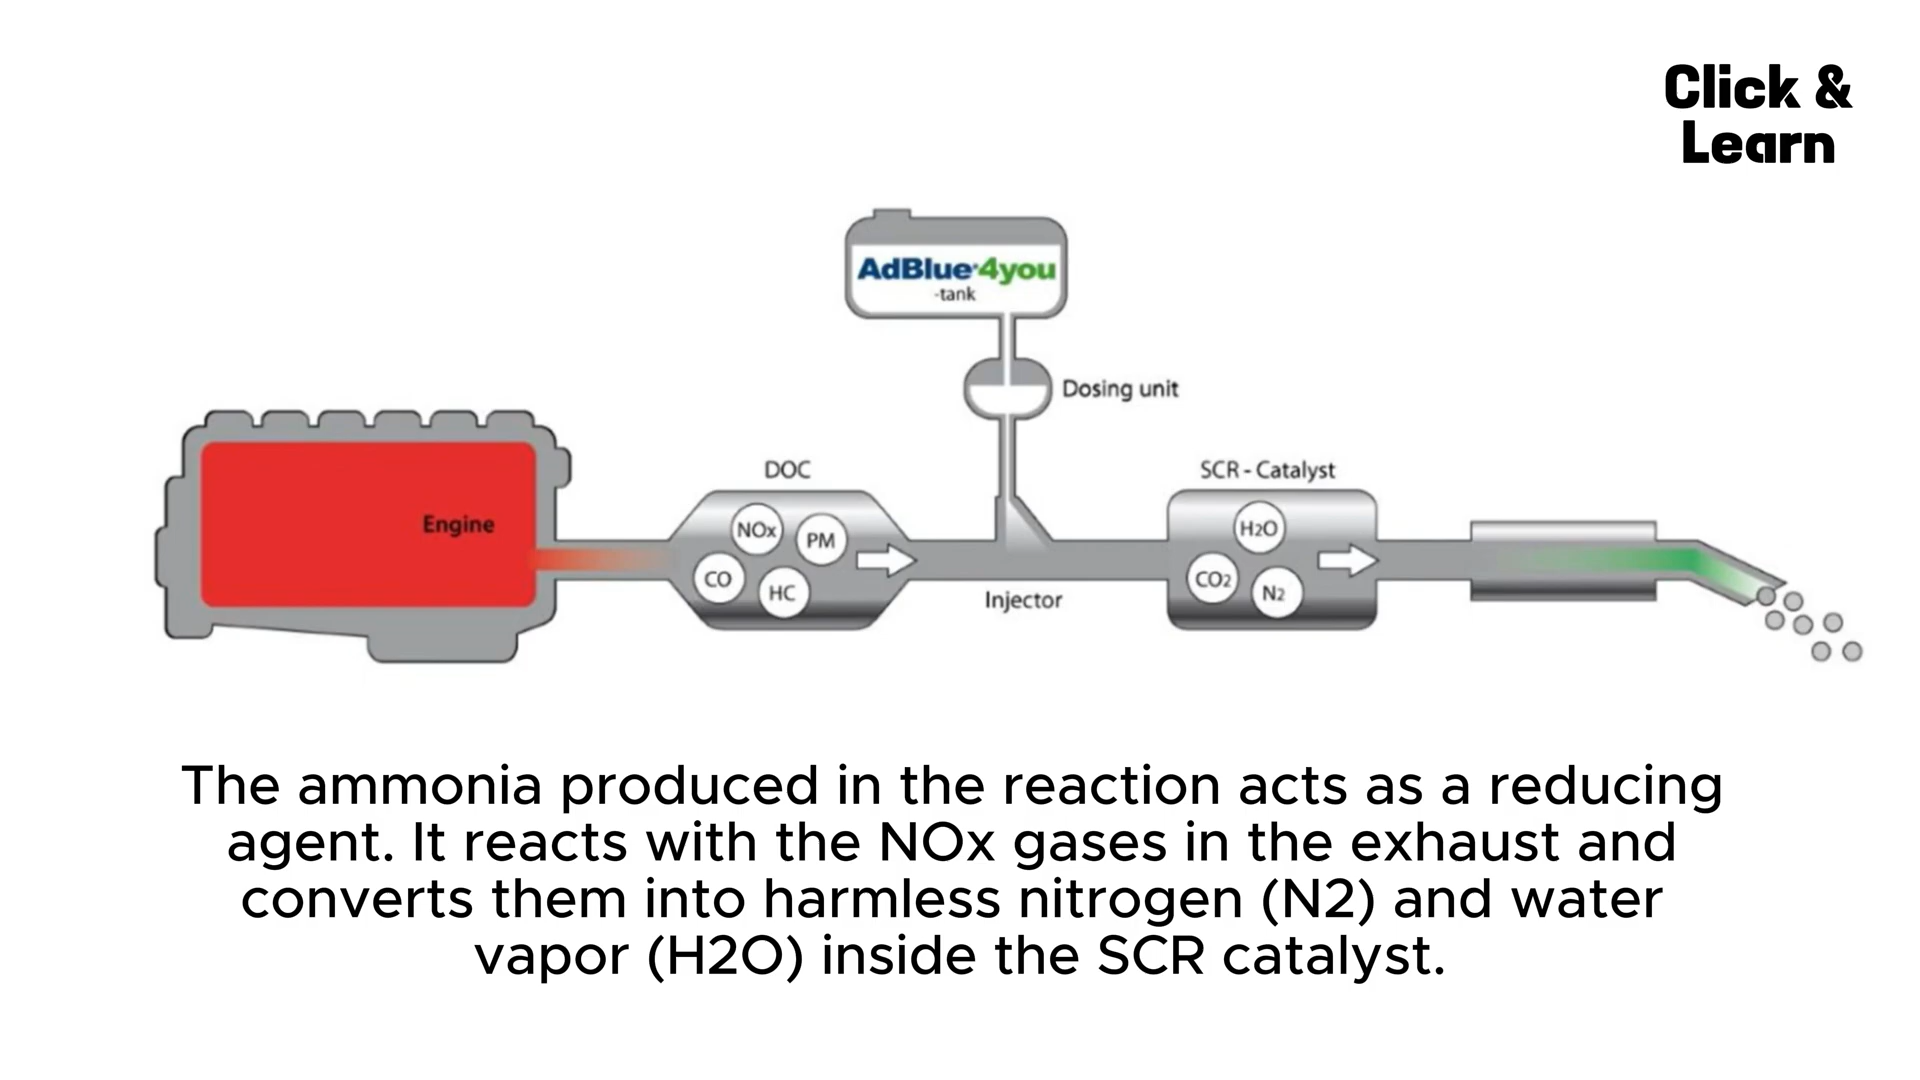 Click &
Learn
AdBlue®4you
-tank
Dosing unit
DOC
SCR - Catalyst
Engine
NOx
PM
H2O
CO
HC
CO2
N2
Injector
The ammonia produced in the reaction acts as a reducing
agent. It reacts with the NOx gases in the exhaust and
converts them into harmless nitrogen (N2) and water
vapor (H2O) inside the SCR catalyst.